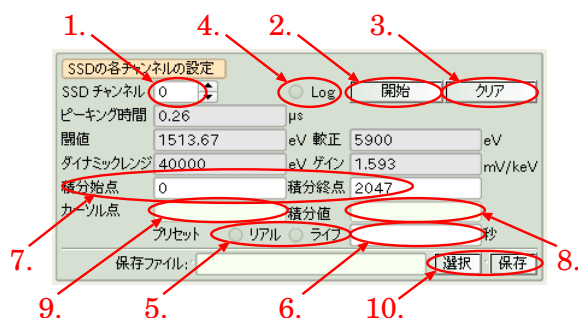 1. 4. 2. 3.
SSDの各チャンネルの設定
SSD チャンネル 0 Log 開始 クリア
ピーキング時間 0.26 μs
閾値 1513.67 eV 較正 5900 eV
ダイナミックレンジ 40000 eV ゲイン 1.593 mV/keV
積分始点 0 積分終点 2047
カーソル点 積分値
プリセット リアル ライブ 秒
7. 8.
保存ファイル: 選択 保存
9. 5. 6. 10.